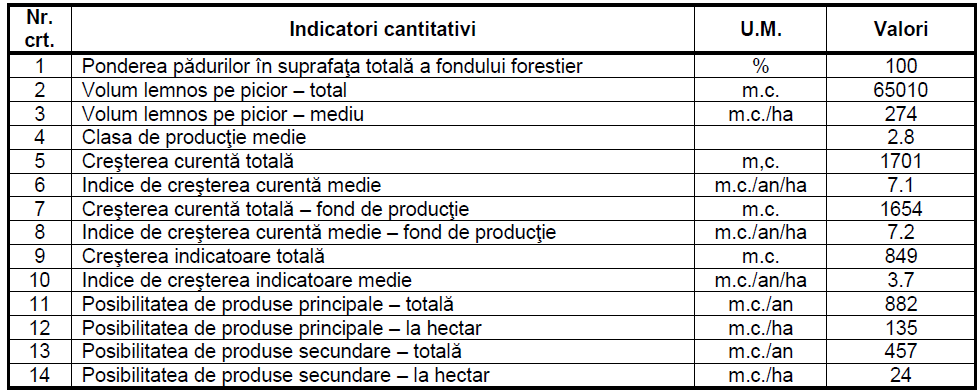 Nr. crt. Indicatori cantitativi U.M. Valori
1 Ponderea pădurilor în suprafaţa totală a fondului forestier % 100
2 Volum lemnos pe picior – total m.c. 65010
3 Volum lemnos pe picior – mediu m.c./ha 274
4 Clasa de producţie medie 2.8
5 Creşterea curentă totală m,c. 1701
6 Indice de creşterea curentă medie m.c./an/ha 7.1
7 Creşterea curentă totală – fond de producţie m.c. 1654
8 Indice de creşterea curentă medie – fond de producţie m.c./an/ha 7.2
9 Creşterea indicatoare totală m.c. 849
10 Indice de creşterea indicatoare medie m.c./an/ha 3.7
11 Posibilitatea de produse principale – totală m.c./an 882
12 Posibilitatea de produse principale – la hectar m.c./ha 135
13 Posibilitatea de produse secundare – totală m.c./an 457
14 Posibilitatea de produse secundare – la hectar m.c./ha 24